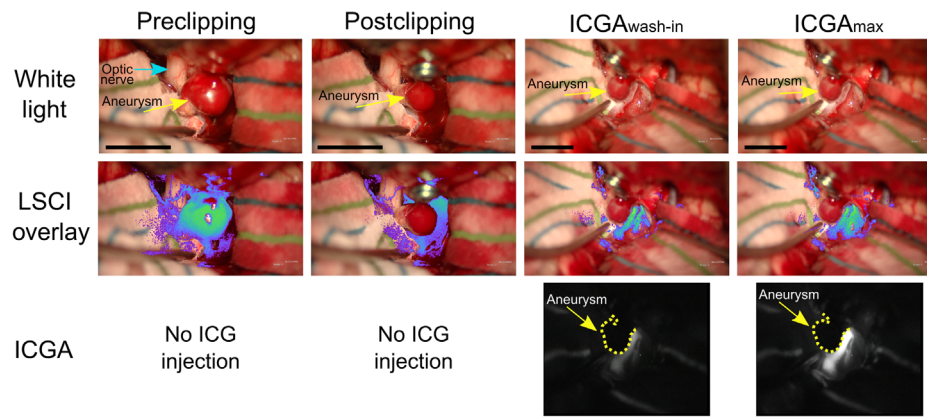 Preclipping Postclipping ICGAwash-in ICGAmax
White light
Optic nerve
Aneurysm
Aneurysm
Aneurysm
Aneurysm
LSCI overlay
ICGA
No ICG injection
No ICG injection
Aneurysm
Aneurysm